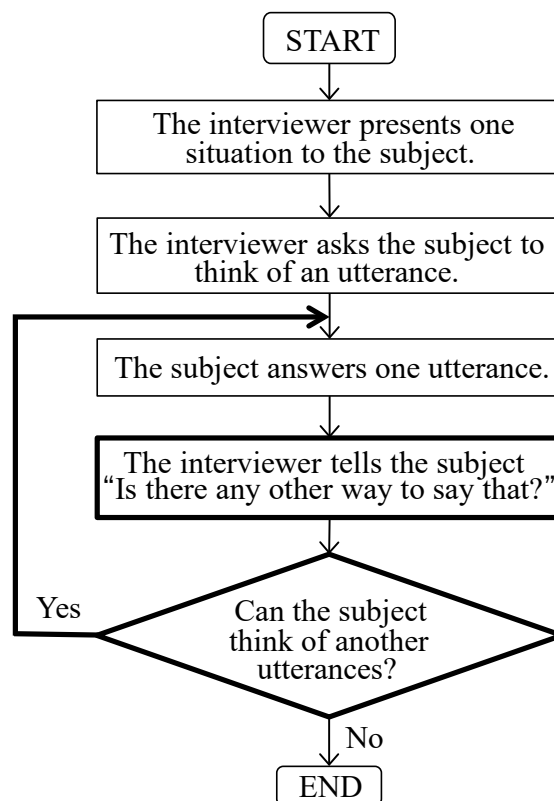 START
The interviewer presents one
situation to the subject.
The interviewer asks the subject to
think of an utterance.
The subject answers one utterance.
The interviewer tells the subject
“Is there any other way to say that?”
Can the subject
think of another
utterances?
Yes
No
END